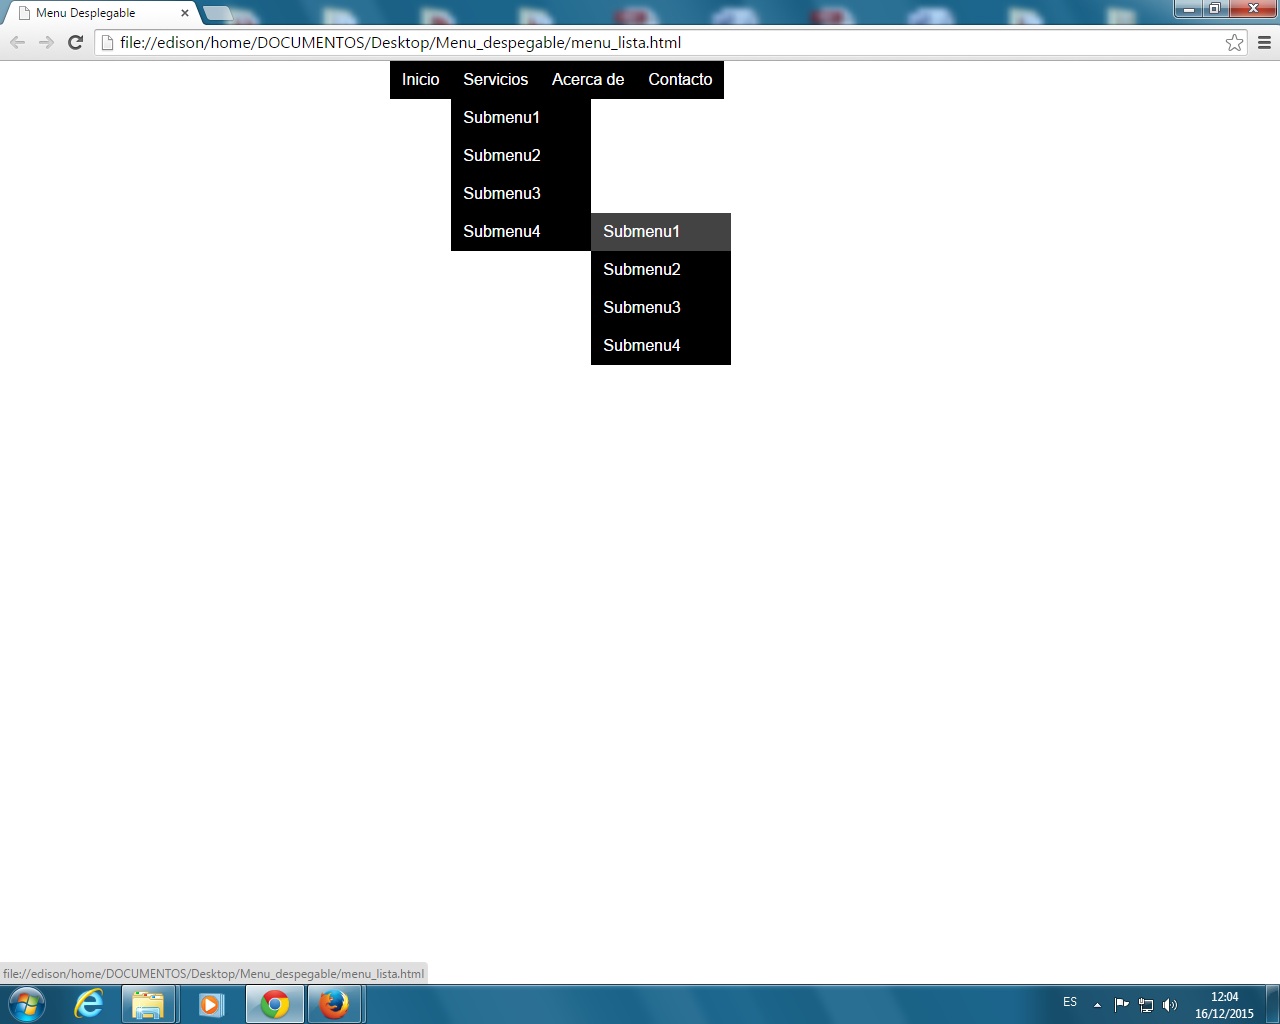 Menu Desplegable
file://edison/home/DOCUMENTOS/Desktop/Menu_despegable/menu_lista.html
Inicio Servicios Acerca de Contacto
Submenu1
Submenu2
Submenu3
Submenu4 Submenu1
Submenu2
Submenu3
Submenu4
file://edison/home/DOCUMENTOS/Desktop/Menu_despegable/menu_lista.html
ES 12:04
16/12/2015